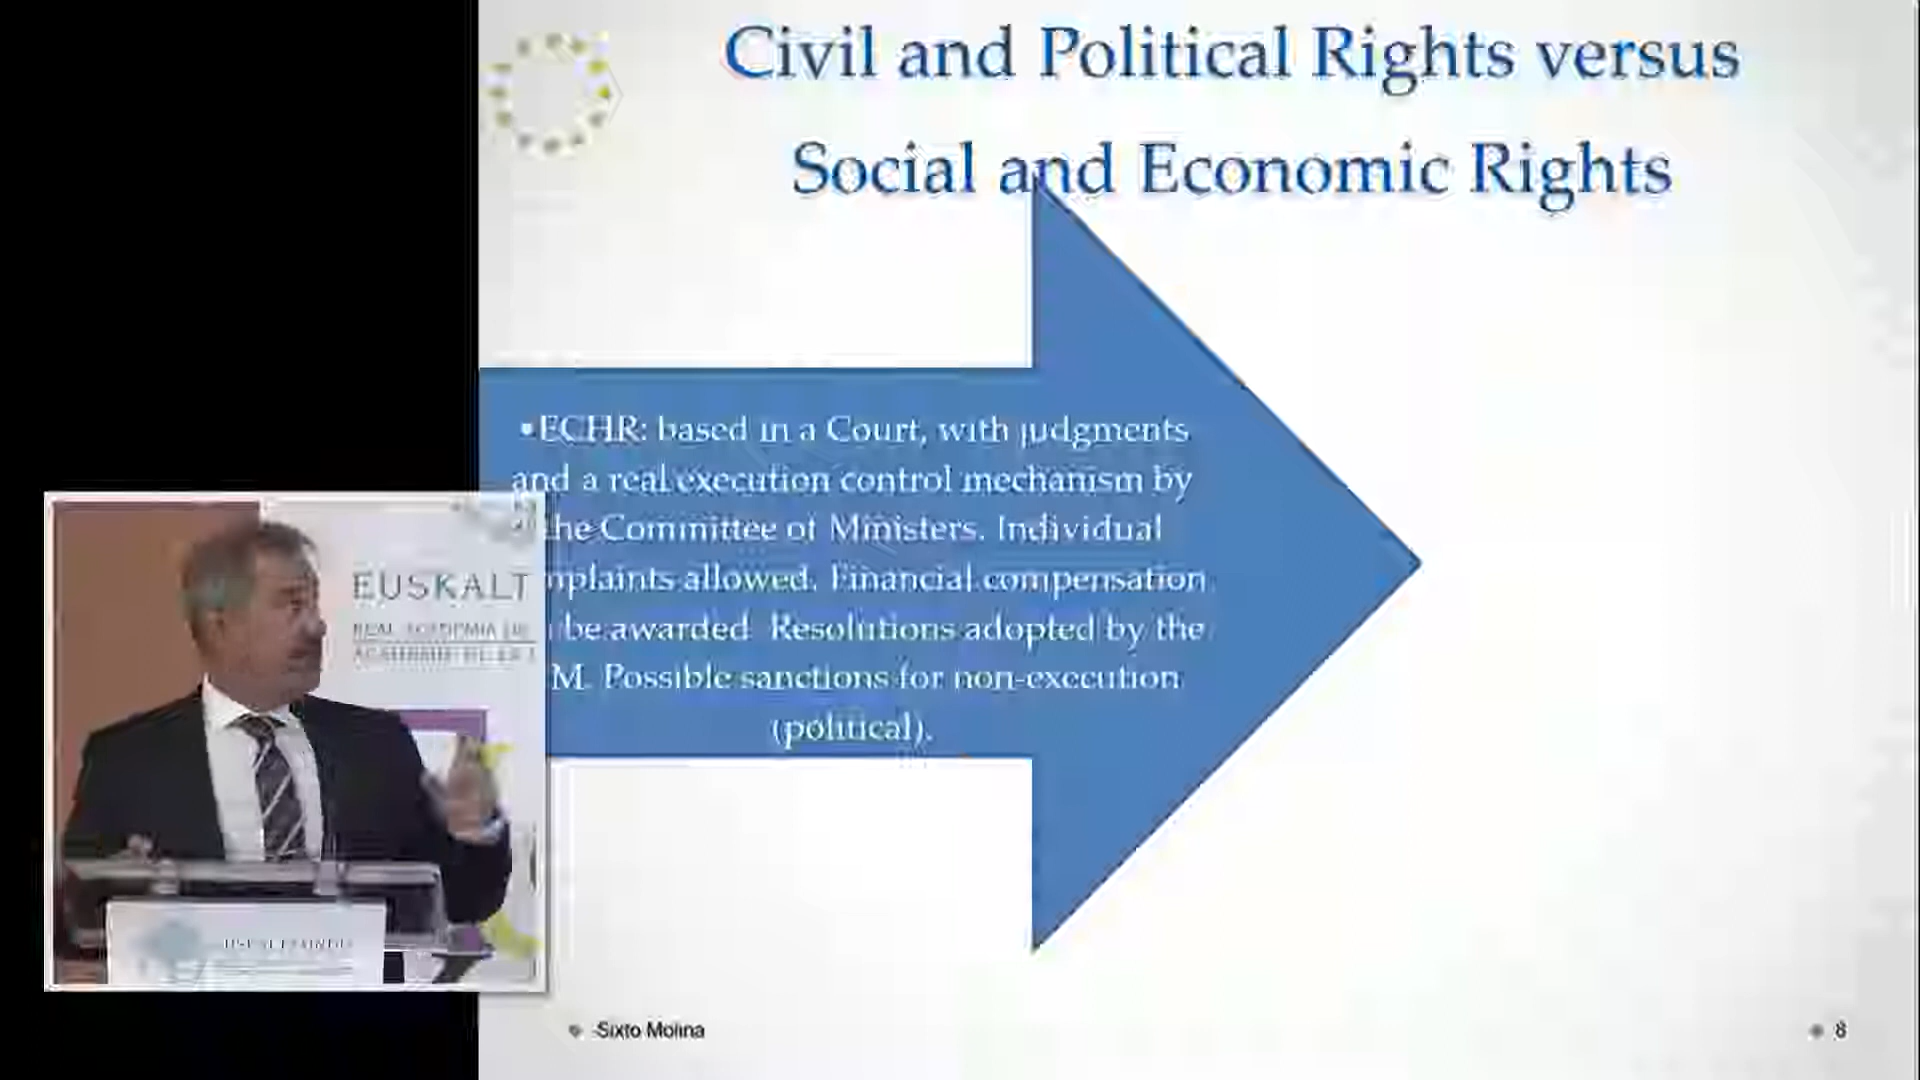 Civil and Political Rights versus
Social and Economic Rights
▪ECHR: based in a Court, with judgments
and a real execution control mechanism by
the Committee of Ministers. Individual
mplaints allowed. Financial compensation
be awarded. Resolutions adopted by the
M. Possible sanctions for non-execution
(political).
EUSKALT
REAL ACADEMIA DE
Sixto Molina
8